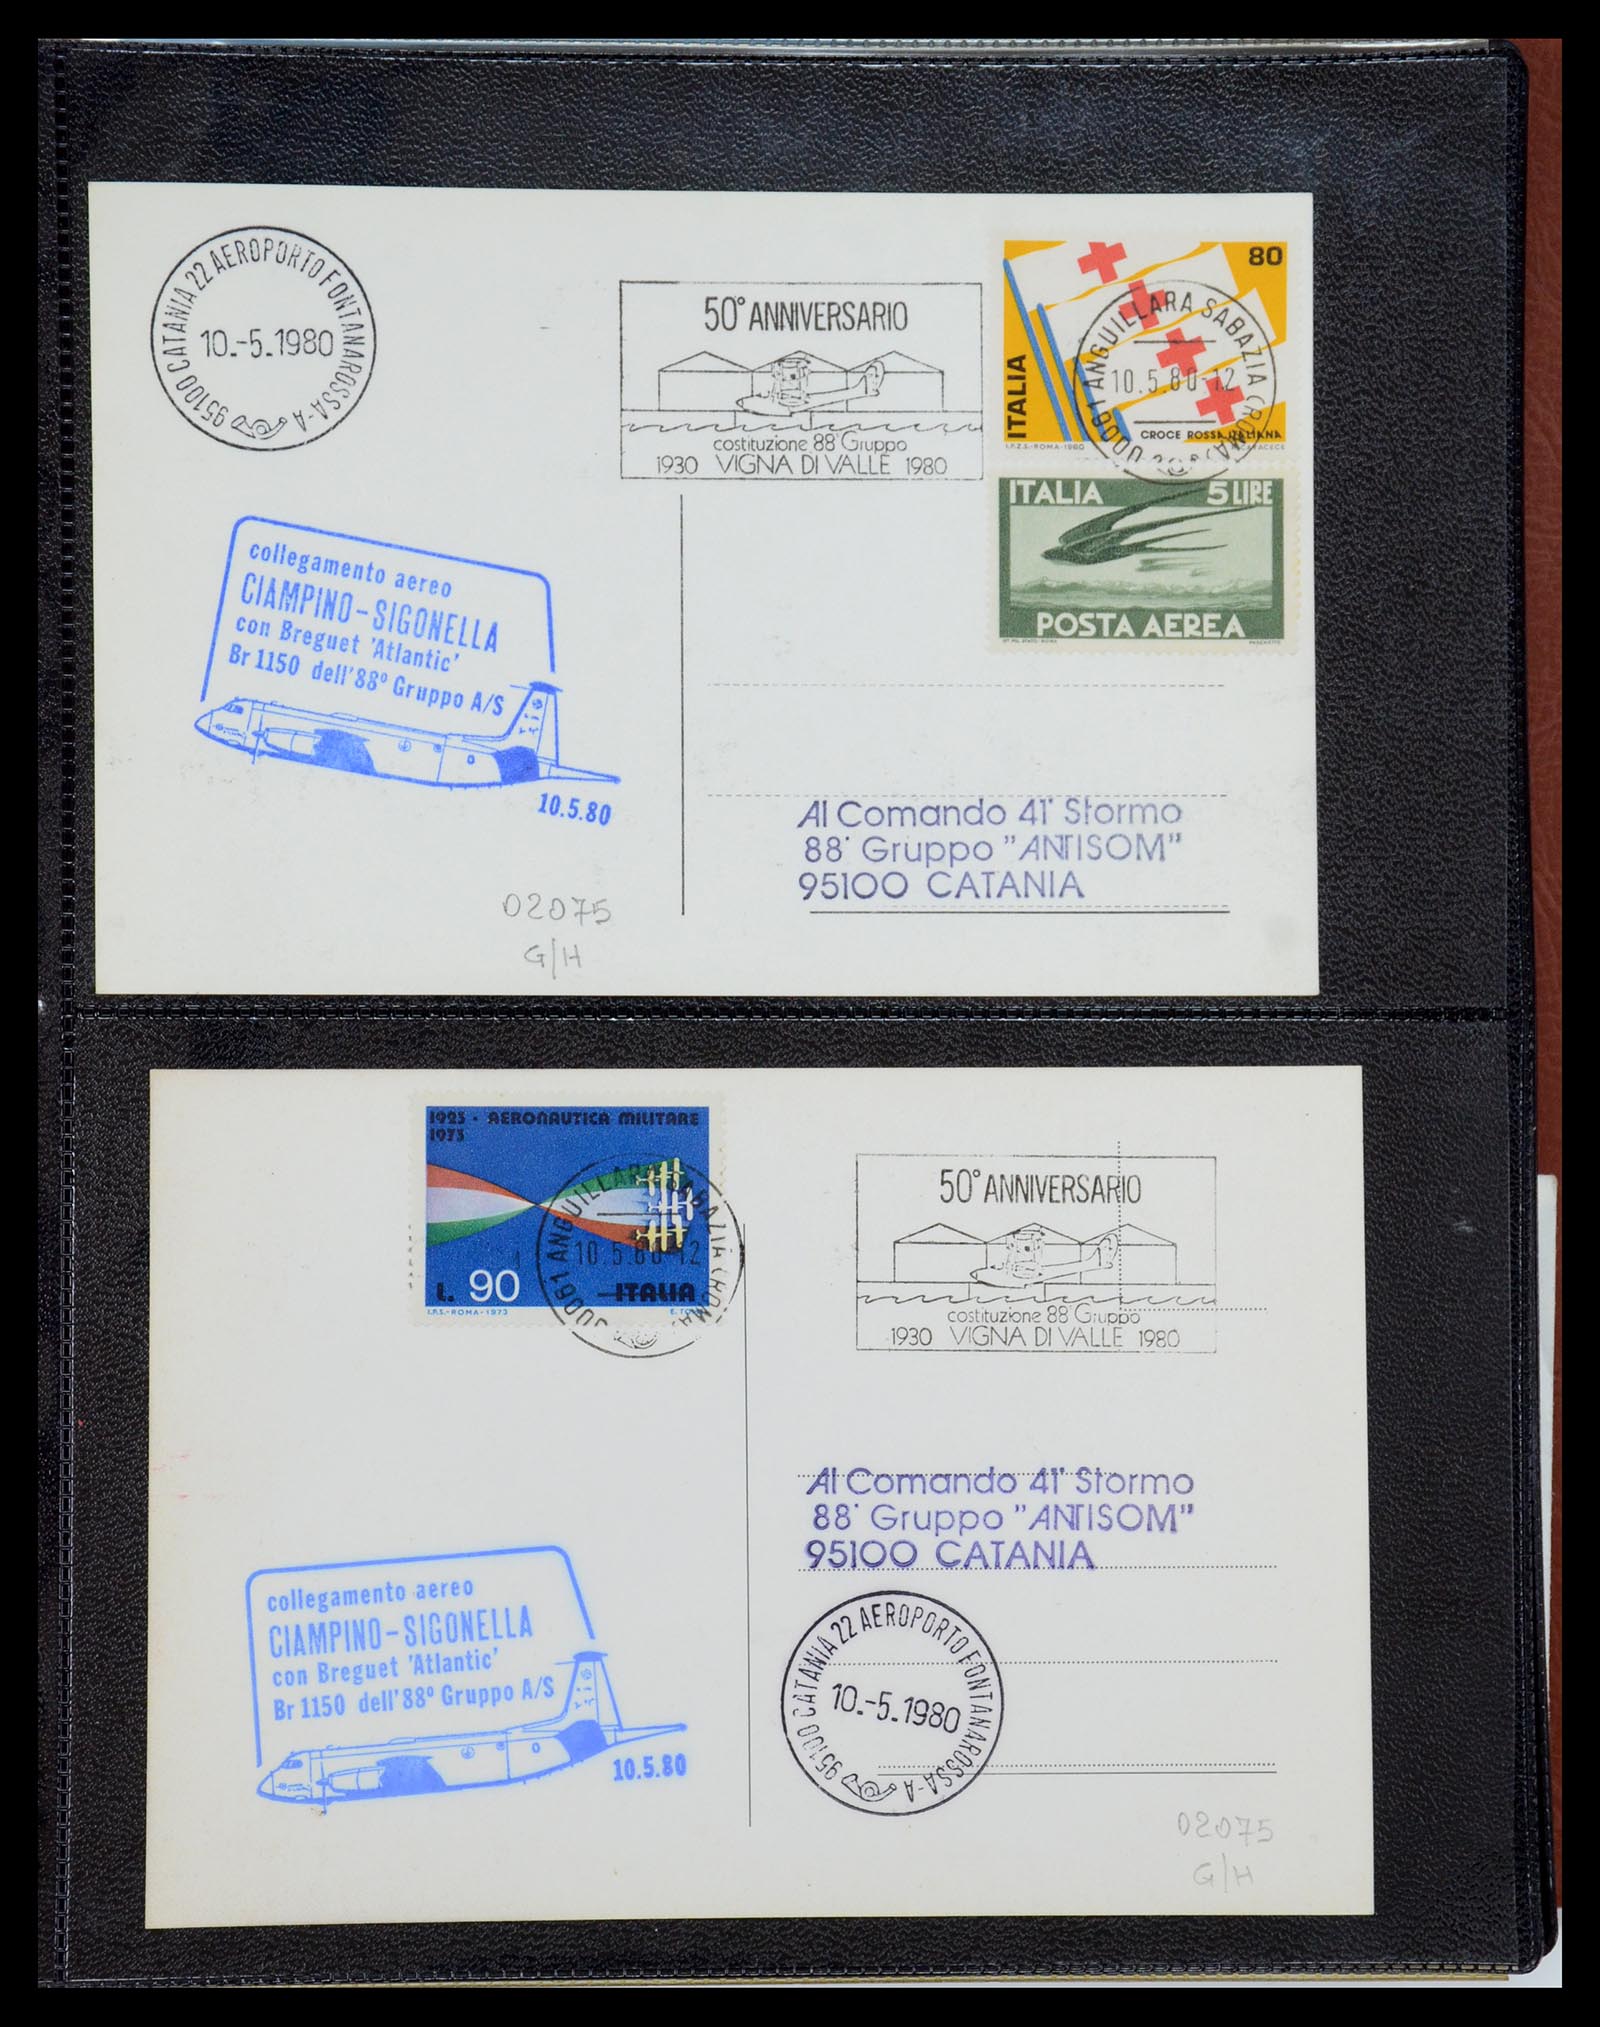 95100 CATANIA 22 AEROPORTO FONTANAROSSA-A
10.-5.1980
50° ANNIVERSARIO
costituzione 88° Gruppo
1930 VIGNA DI VALLE 1980
80
ITALIA
CROCE ROSSA ITALIANA
I.P.Z.S.-ROMA-1980
00061 ANGUILLARA SABAZIA (ROMA)
10.5.80-12
ITALIA 5 LIRE
POSTA AEREA
collegamento aereo
CIAMPINO-SIGONELLA
con Breguet 'Atlantic'
Br 1150 dell'88° Gruppo A/S
10.5.80
Al Comando 41° Stormo
88° Gruppo "ANTISOM"
95100 CATANIA
02075
G/H
1923 · AERONAUTICA MILITARE
1973
L. 90 ITALIA
I.P.S.-ROMA-1973
00061 ANGUILLARA SABAZIA (ROMA)
10.5.80-12
50° ANNIVERSARIO
costituzione 88° Gruppo
1930 VIGNA DI VALLE 1980
Al Comando 41° Stormo
88° Gruppo "ANTISOM"
95100 CATANIA
collegamento aereo
CIAMPINO-SIGONELLA
con Breguet 'Atlantic'
Br 1150 dell'88° Gruppo A/S
10.5.80
95100 CATANIA 22 AEROPORTO FONTANAROSSA-A
10.-5.1980
02075
G/H